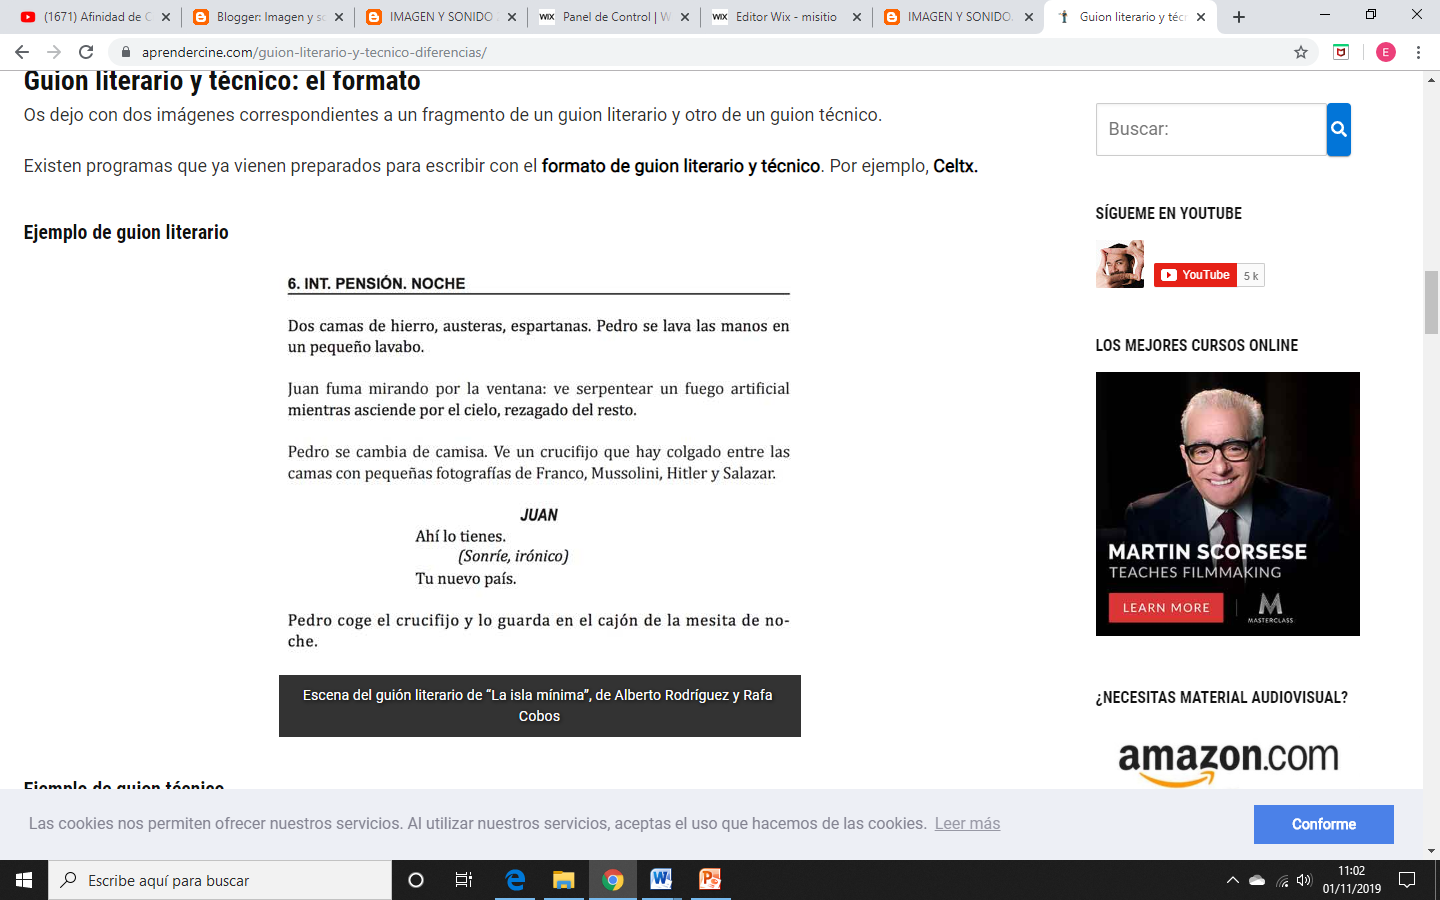 (1671) Afinidad de C
Blogger: Imagen y so
IMAGEN Y SONIDO
Panel de Control | W
Editor Wix - misitio
IMAGEN Y SONIDO.
Guion literario y técn
aprendercine.com/guion-literario-y-tecnico-diferencias/
E
Guion literario y técnico: el formato
Os dejo con dos imágenes correspondientes a un fragmento de un guion literario y otro de un guion técnico.
Existen programas que ya vienen preparados para escribir con el formato de guion literario y técnico. Por ejemplo, Celtx.
Ejemplo de guion literario
6. INT. PENSIÓN. NOCHE
Dos camas de hierro, austeras, espartanas. Pedro se lava las manos en
un pequeño lavabo.
Juan fuma mirando por la ventana: ve serpentear un fuego artificial
mientras asciende por el cielo, rezagado del resto.
Pedro se cambia de camisa. Ve un crucifijo que hay colgado entre las
camas con pequeñas fotografías de Franco, Mussolini, Hitler y Salazar.
JUAN
Ahí lo tienes.
(Sonríe, irónico)
Tu nuevo país.
Pedro coge el crucifijo y lo guarda en el cajón de la mesita de no-
che.
Escena del guión literario de “La isla mínima”, de Alberto Rodríguez y Rafa
Cobos
Ejemplo de guion técnico
Buscar:
SÍGUEME EN YOUTUBE
YouTube 5 k
LOS MEJORES CURSOS ONLINE
MARTIN SCORSESE
TEACHES FILMMAKING
LEARN MORE
MASTERCLASS
¿NECESITAS MATERIAL AUDIOVISUAL?
amazon.com
Las cookies nos permiten ofrecer nuestros servicios. Al utilizar nuestros servicios, aceptas el uso que hacemos de las cookies. Leer más
Conforme
Escribe aquí para buscar
11:02
01/11/2019